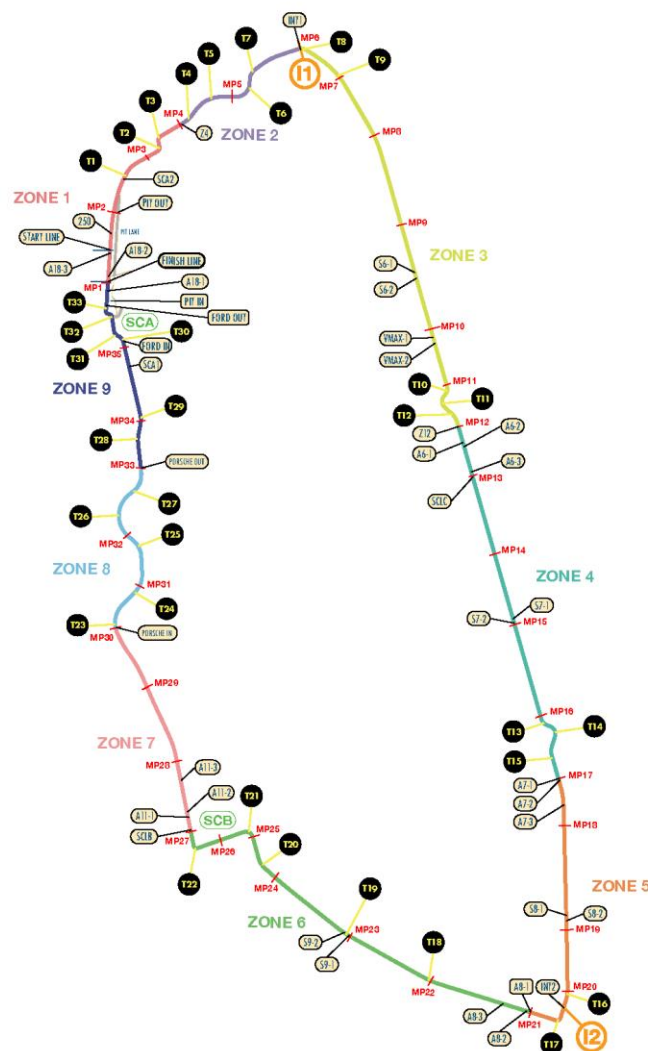 INT1
MP6
T8
T7
I1
T9
T5
MP7
T4
MP5
T3
T6
MP4
ZONE 2
Z4
T2
MP8
MP3
T1
SCA2
ZONE 1
PIT OUT
MP2
250
MP9
PIT LANE
START LINE
A18-2
ZONE 3
FINISH LINE
A18-3
S6-1
MP1
A18-1
S6-2
T33
PIT IN
SCA
FORD OUT
T32
T30
MP10
T31
FORD IN
VMAX-1
MP35
VMAX-2
SCA1
ZONE 9
T10
MP11
T29
T11
T12
MP34
MP12
T28
Z12
A6-2
A6-1
MP33
PORSCHE OUT
A6-3
MP13
T27
SCLC
T26
T25
MP32
MP14
ZONE 8
ZONE 4
MP31
T24
S7-1
T23
S7-2
MP15
MP30
PORSCHE IN
MP29
MP16
T13
T14
ZONE 7
T15
MP28
A11-3
MP17
A7-1
A11-2
T21
A7-2
A11-1
SCB
A7-3
MP18
SCLB
MP27
MP25
MP26
T20
T22
MP24
ZONE 5
T19
S8-1
S8-2
ZONE 6
S9-2
MP23
MP19
T18
S9-1
A8-1
INT2
MP20
MP22
T16
A8-3
MP21
A8-2
T17
I2